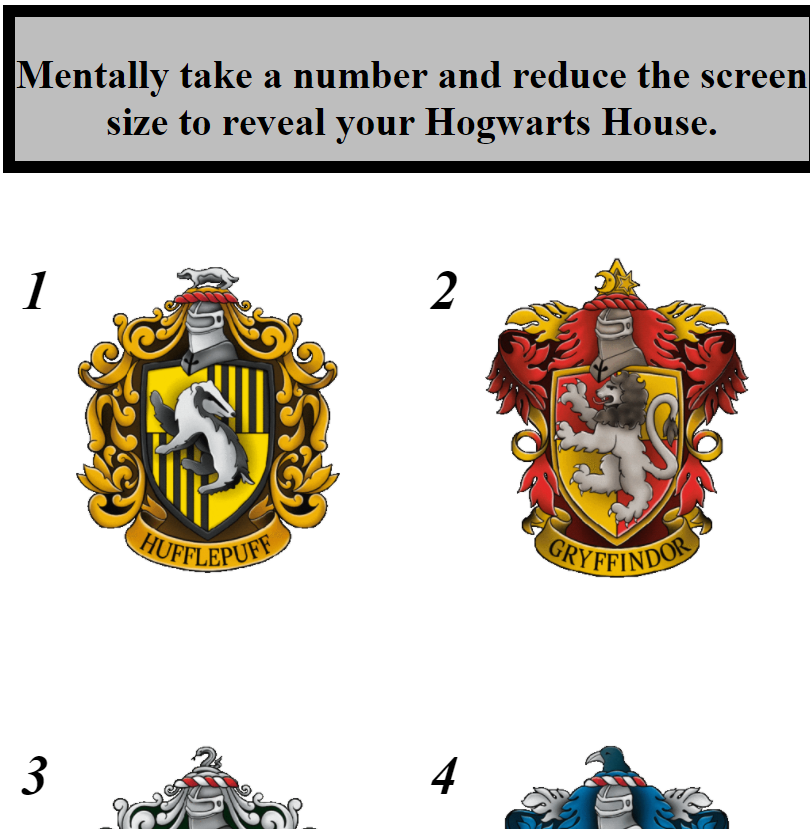 Mentally take a number and reduce the screen
size to reveal your Hogwarts House.
1
2
HUFFLEPUFF
GRYFFINDOR
3
4